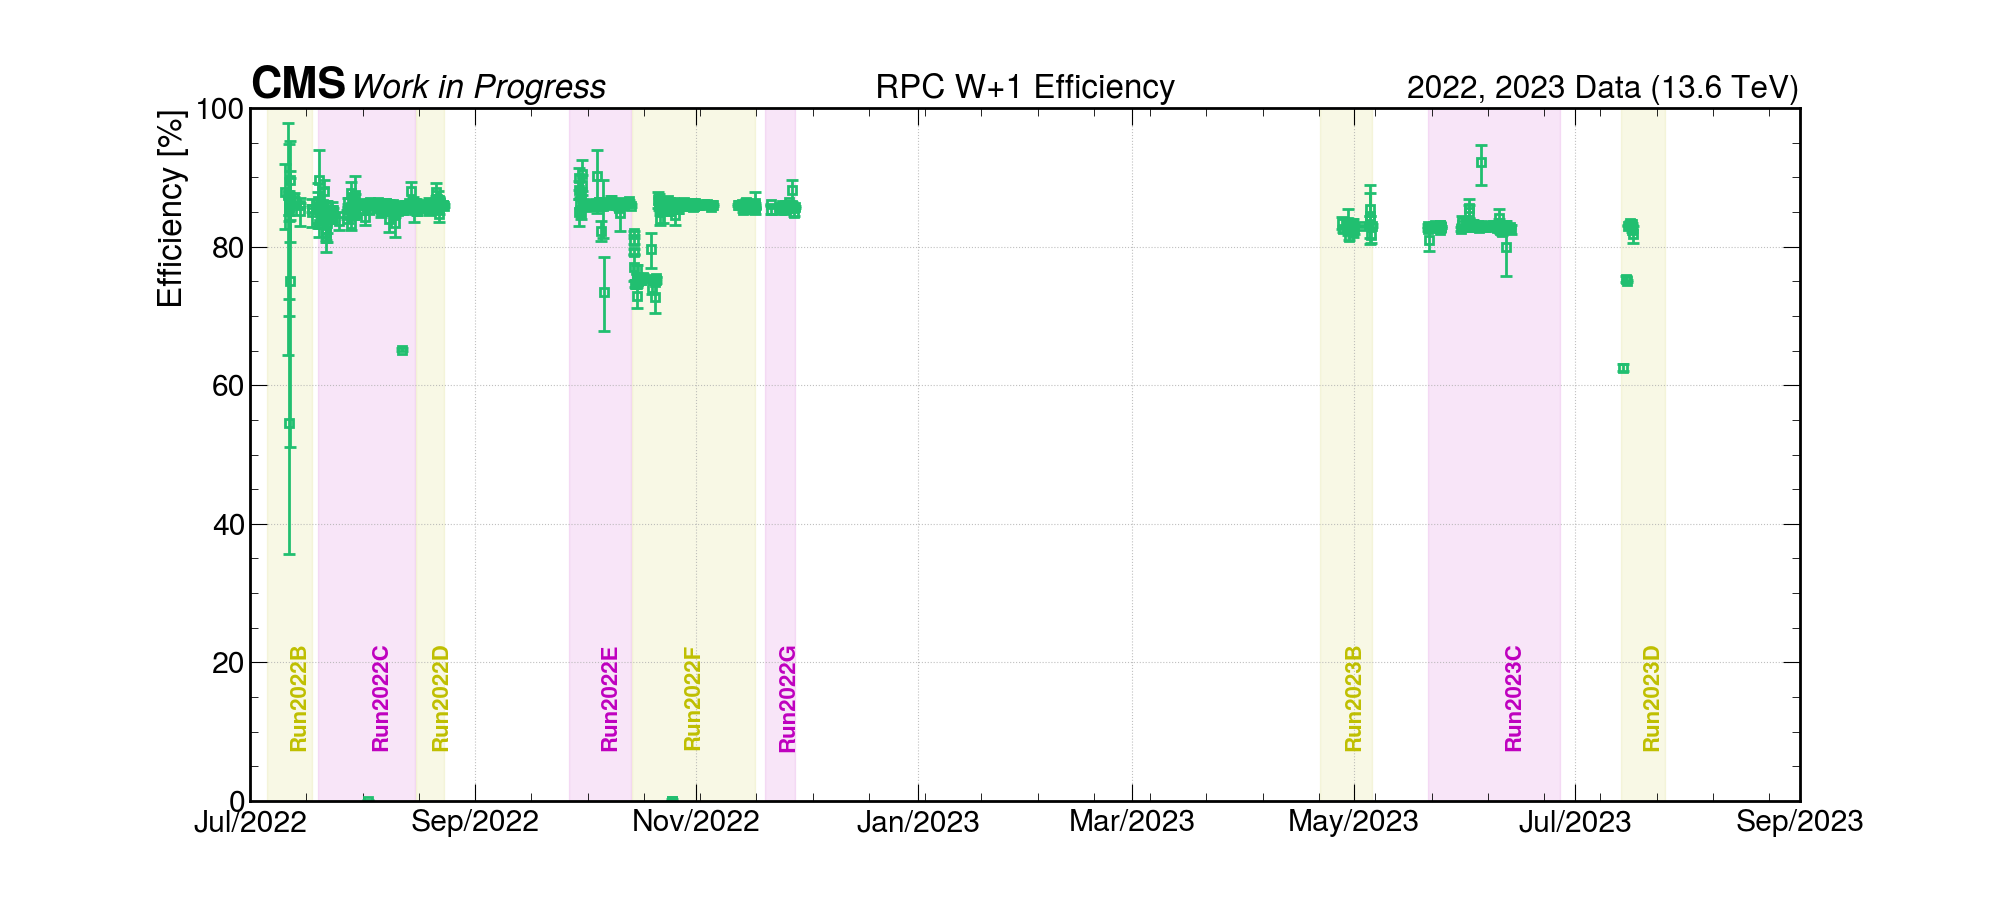 CMS Work in Progress RPC W+1 Efficiency 2022, 2023 Data (13.6 TeV)
Efficiency [%]
100
80
60
40
20
0
Run2022B Run2022C Run2022D Run2022E Run2022F Run2022G Run2023B Run2023C Run2023D
Jul/2022 Sep/2022 Nov/2022 Jan/2023 Mar/2023 May/2023 Jul/2023 Sep/2023